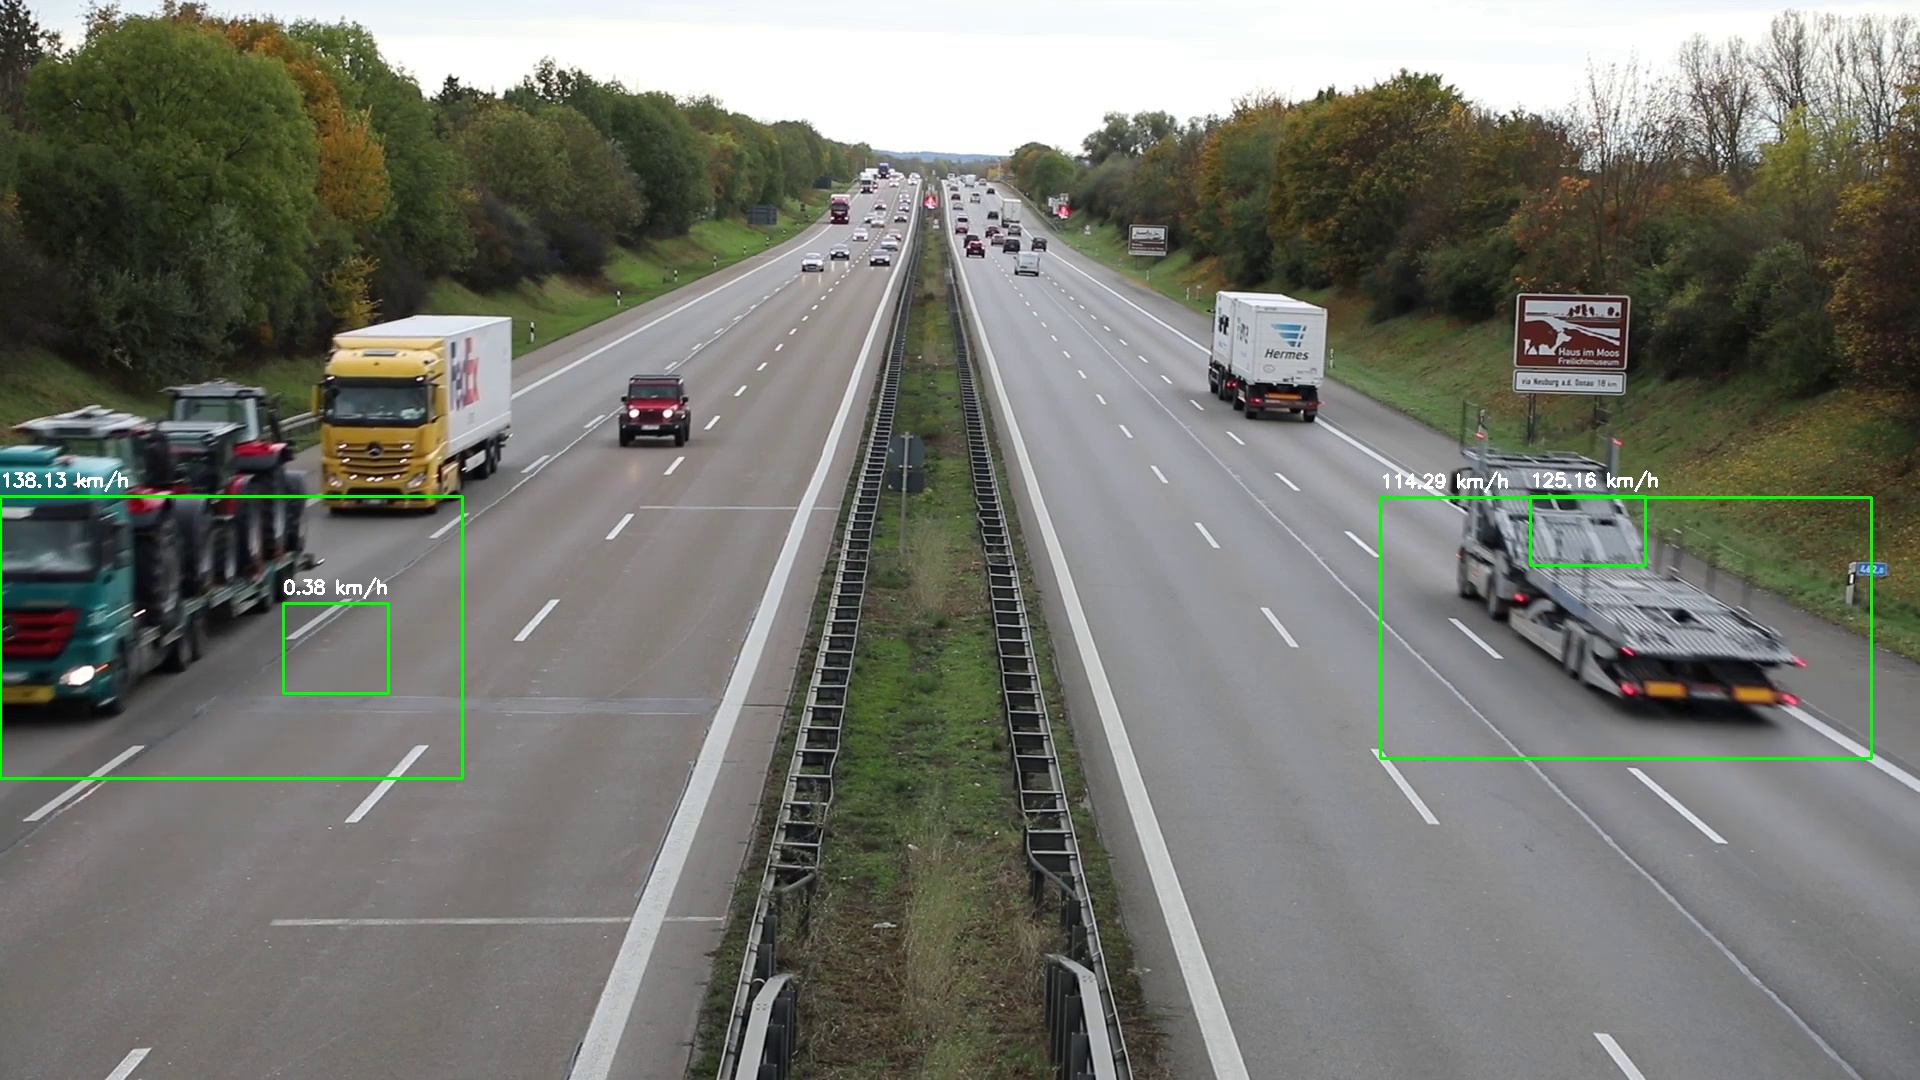 FedEx
Hermes
Haus im Moos
Freilichtmuseum
via Neuburg a.d. Donau 18 km
138.13 km/h
114.29 km/h
125.16 km/h
0.38 km/h